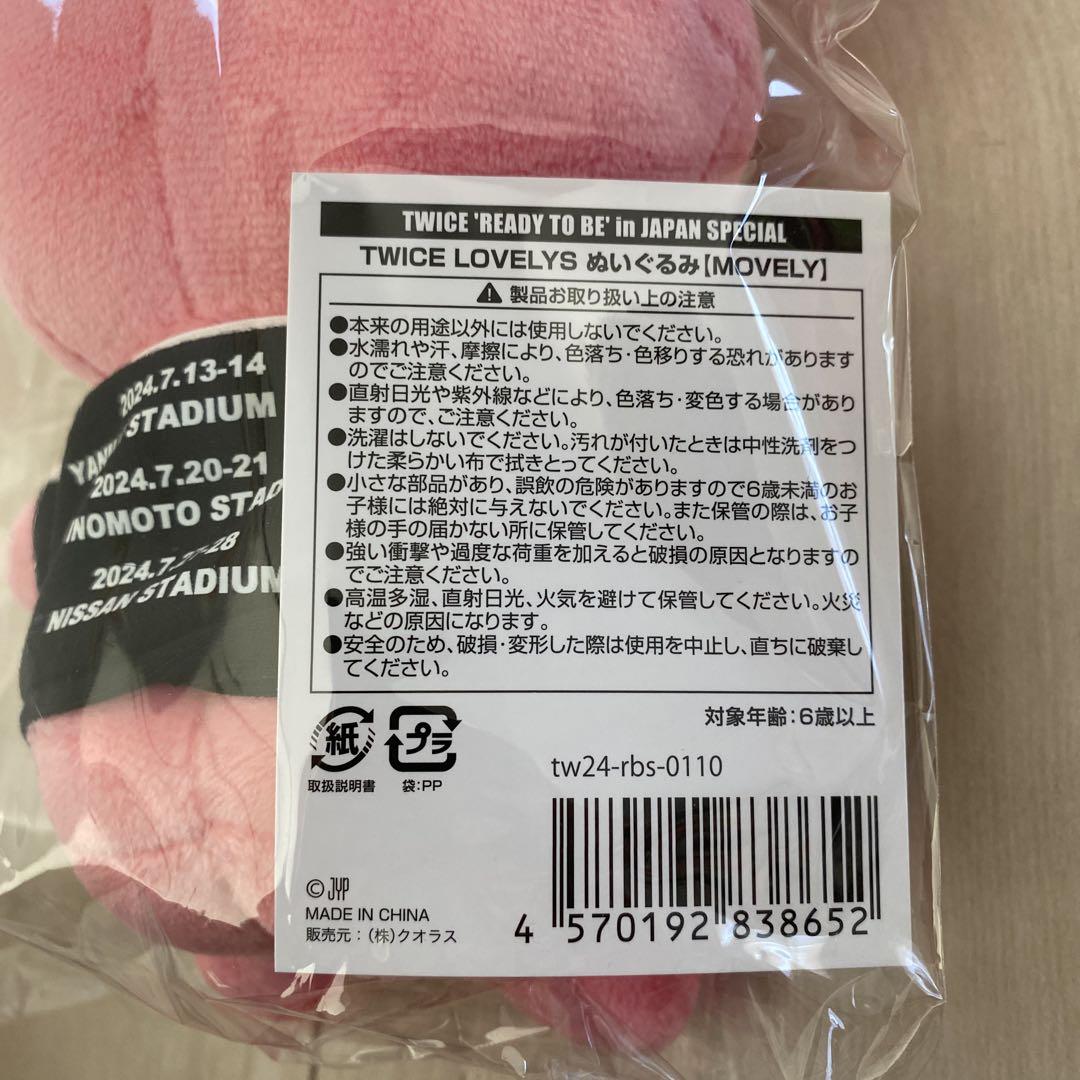 TWICE 'READY TO BE' in JAPAN SPECIAL
TWICE LOVELYS ぬいぐるみ【MOVELY】
製品お取り扱い上の注意
●本来の用途以外には使用しないでください。
●水濡れや汗、摩擦により、色落ち・色移りする恐れがあります
のでご注意ください。
●直射日光や紫外線などにより、色落ち・変色する場合があり
ますので、ご注意ください。
●洗濯はしないでください。汚れが付いたときは中性洗剤をつ
けた柔らかい布で拭きとってください。
●小さな部品があり、誤飲の危険がありますので6歳未満のお
子様には絶対に与えないでください。また保管の際は、お子
様の手の届かない所に保管してください。
●強い衝撃や過度な荷重を加えると破損の原因となりますの
でご注意ください。
●高温多湿、直射日光、火気を避けて保管してください。火災
などの原因になります。
●安全のため、破損・変形した際は使用を中止し、直ちに破棄し
てください。
対象年齢：6歳以上
紙
プラ
取扱説明書
袋：PP
tw24-rbs-0110
© JYP
MADE IN CHINA
販売元：（株）クオラス
4 570192 838652
2024.7.13-14
STADIUM
2024.7.20-21
2024.7.
-28
NISSAN STADIUM